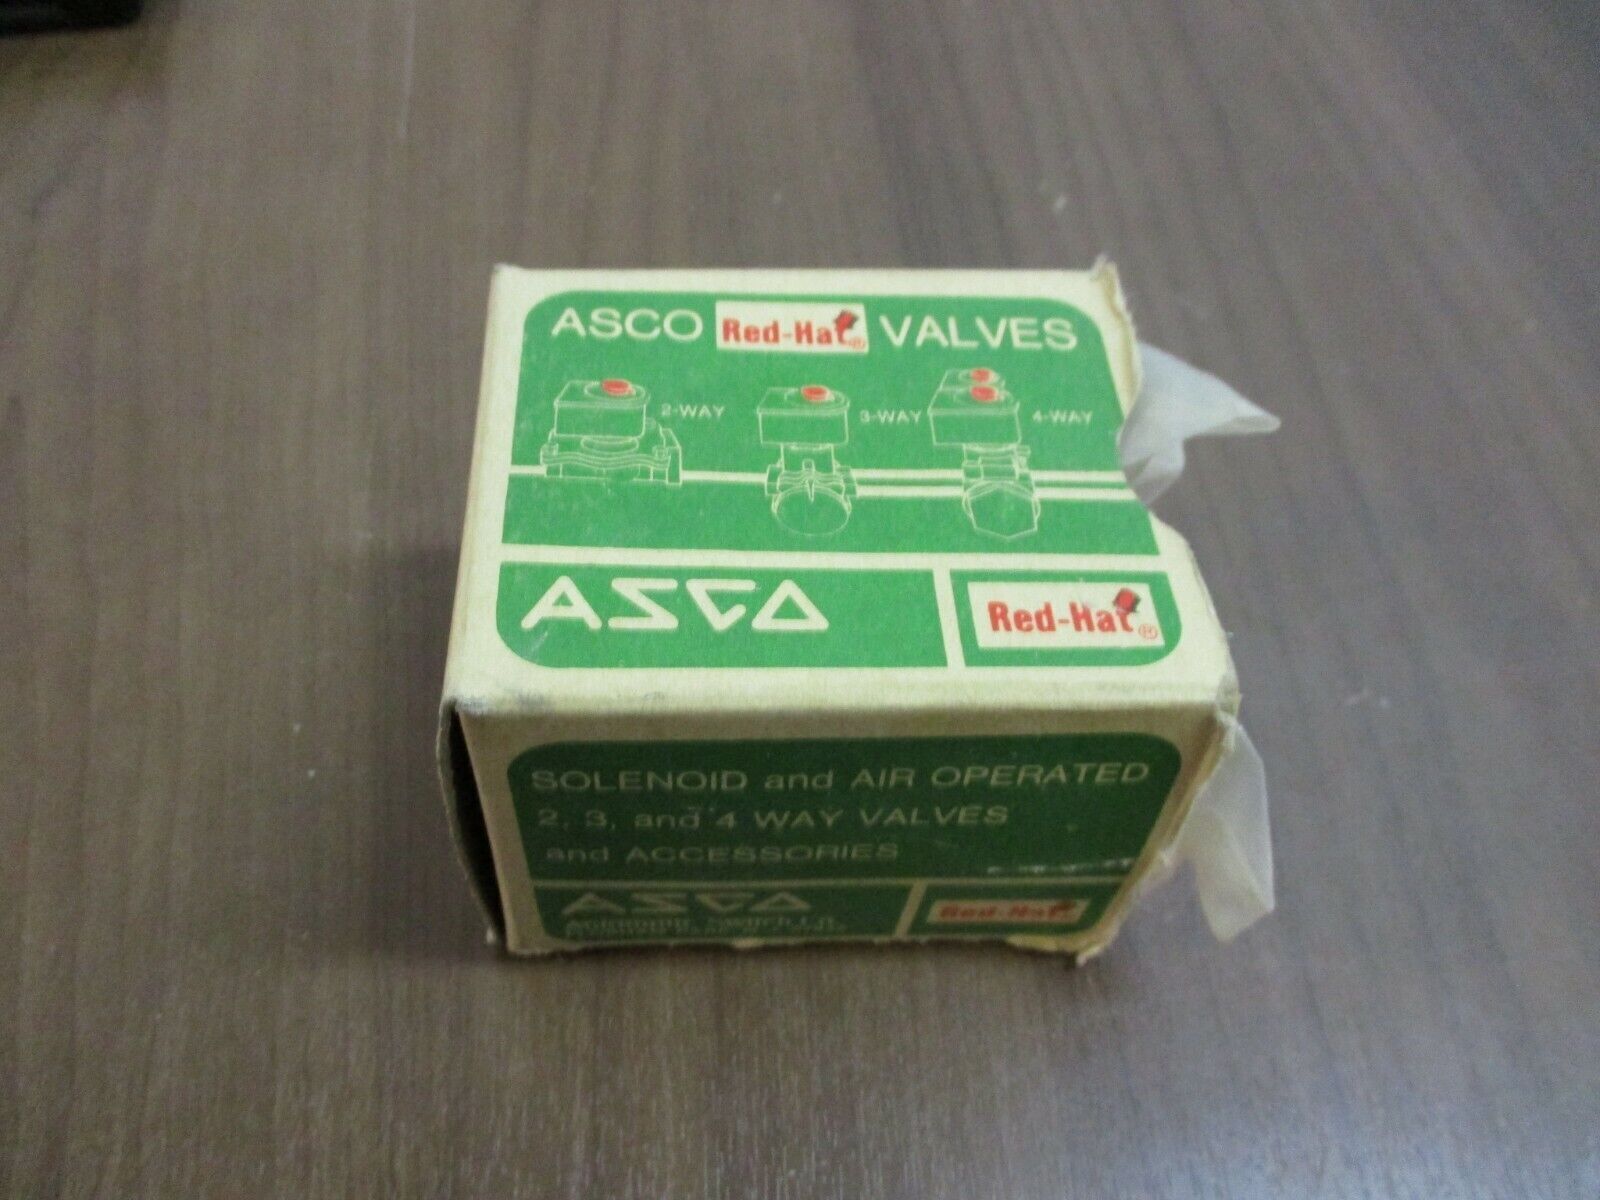 ASCO Red-Hat® VALVES
2-WAY 3-WAY 4-WAY
ASCO Red-Hat®
SOLENOID and AIR OPERATED
2, 3, and 4 WAY VALVES
and ACCESSORIES
ASCO Red-Hat